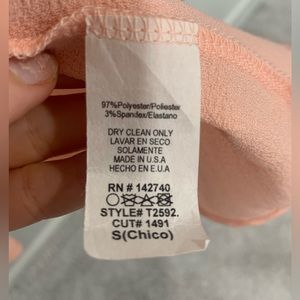 97%Polyester/Poliester
3%Spandex/Elastano
DRY CLEAN ONLY
LAVAR EN SECO
SOLAMENTE
MADE IN U.S.A
HECHO EN E.U.A
RN # 142740
STYLE# T2592.
CUT# 1491
S(Chico)